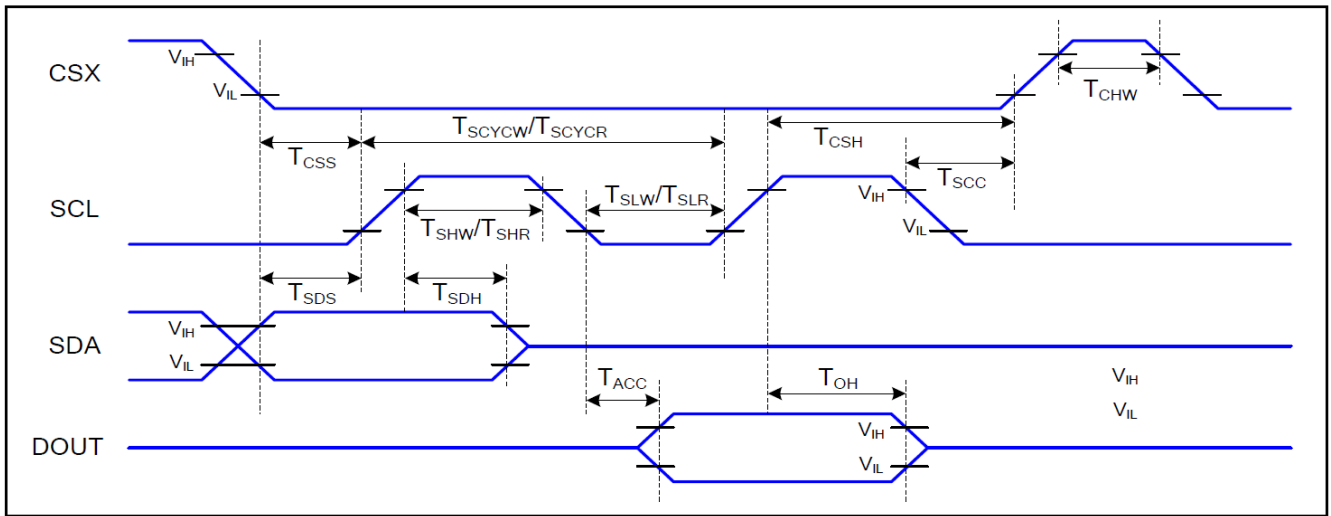 CSX
VIH
VIL
TCHW
TSCYCW/TSCYCR
TCSS
TCSH
TSCC
SCL
TSLW/TSLR
VIH
VIL
TSHW/TSHR
TSDS
TSDH
SDA
VIH
VIL
TACC
TOH
VIH
VIL
DOUT
VIH
VIL